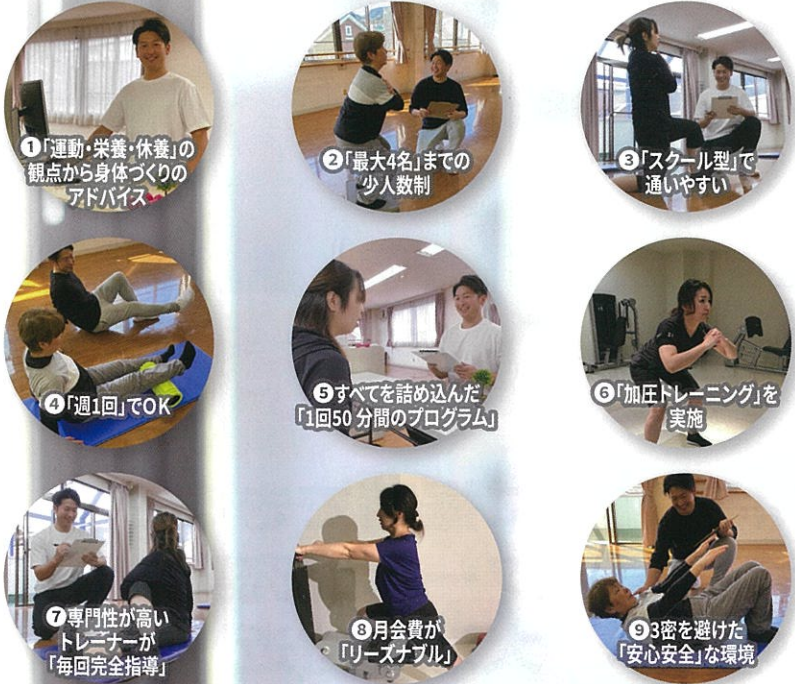 ❶「運動・栄養・休養」の
観点から身体づくりの
アドバイス
❷「最大4名」までの
少人数制
❸「スクール型」で
通いやすい
❹「週1回」でOK
❺すべてを詰め込んだ
「1回50分間のプログラム」
❻「加圧トレーニング」を
実施
❼専門性が高い
トレーナーが
「毎回完全指導」
❽月会費が
「リーズナブル」
❾3密を避けた
「安心安全」な環境